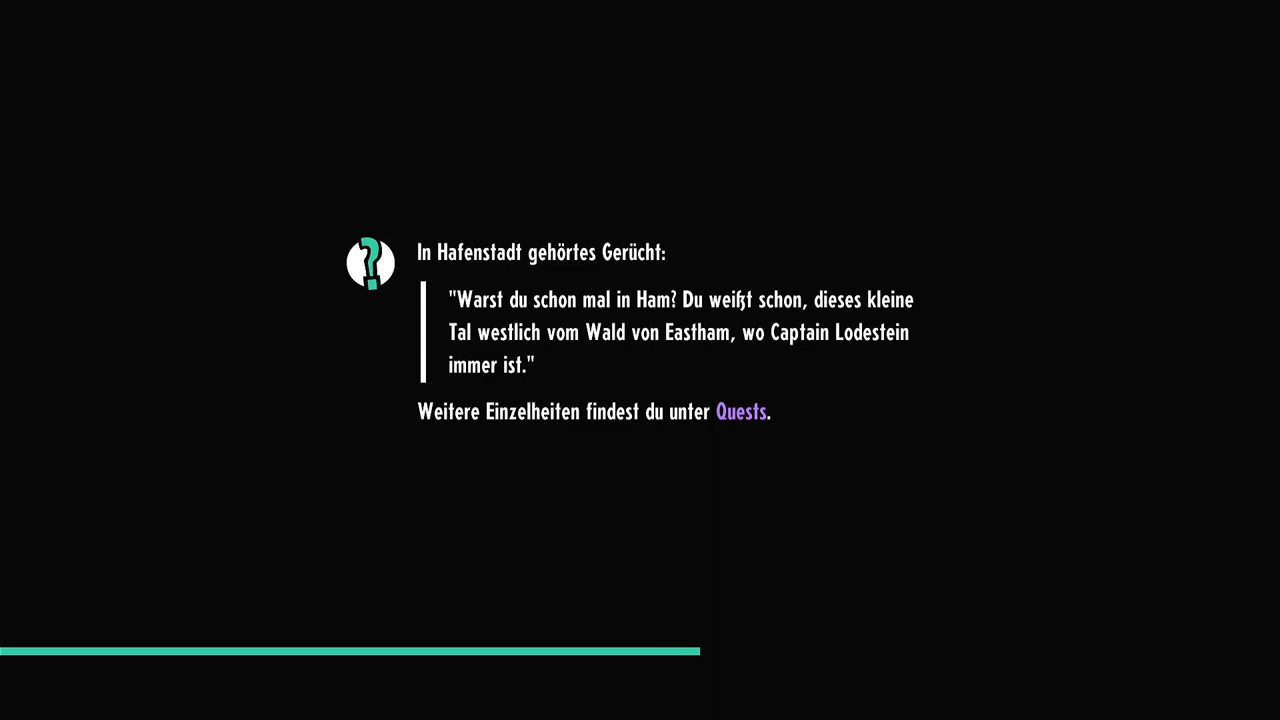 In Hafenstadt gehörtes Gerücht:
"Warst du schon mal in Ham? Du weißt schon, dieses kleine
Tal westlich vom Wald von Eastham, wo Captain Lodestein
immer ist."
Weitere Einzelheiten findest du unter Quests.